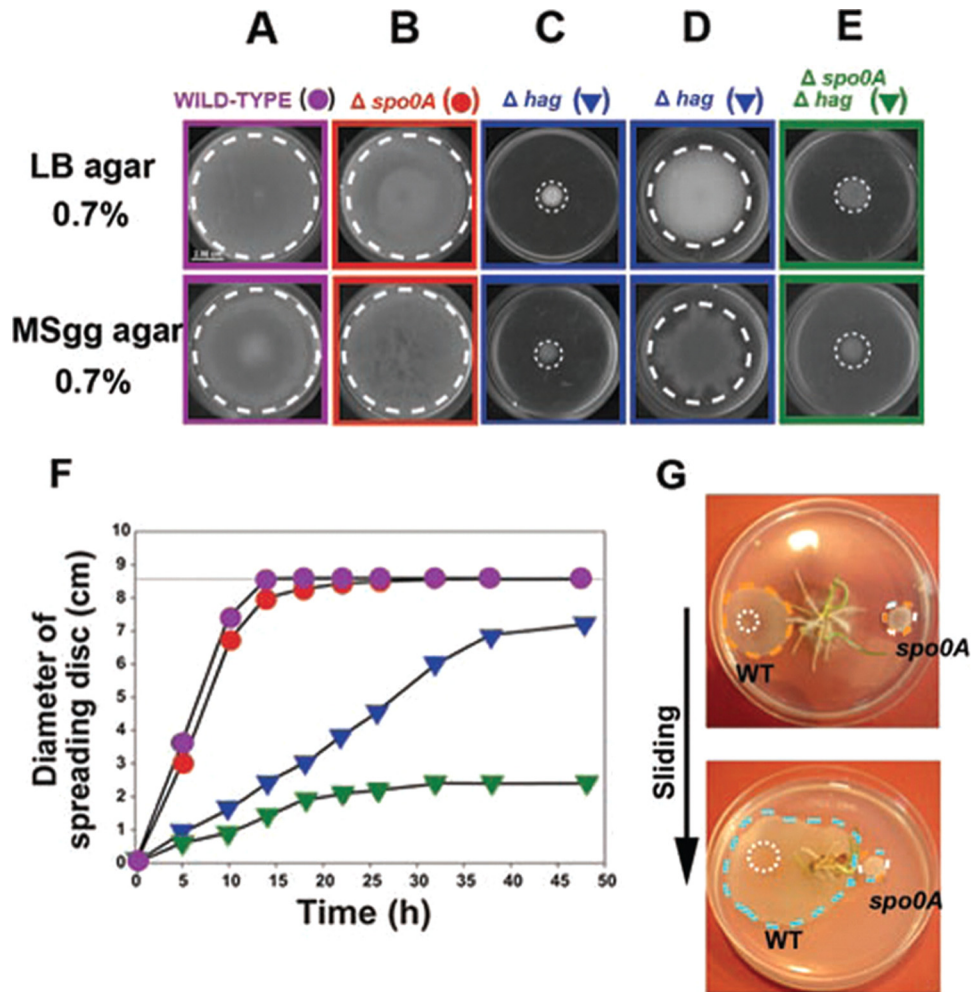 A B C D E
WILD-TYPE (●) Δ spo0A (●) Δ hag (▼) Δ hag (▼) Δ spo0A
Δ hag (▼)
LB agar
0.7%
MSgg agar
0.7%
F
10
9
8
7
6
5
4
3
2
1
0
Diameter of
spreading disc (cm)
0 5 10 15 20 25 30 35 40 45 50
Time (h)
G
WT
spo0A
Sliding
WT
spo0A